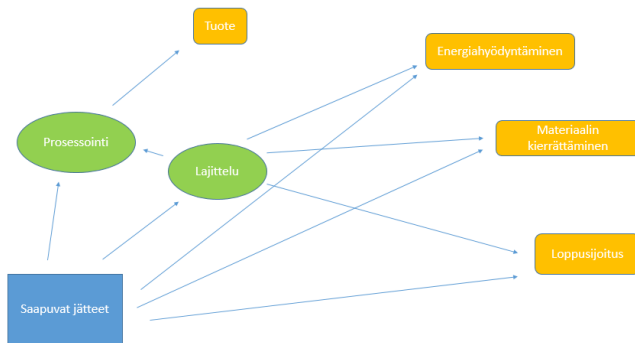 Tuote
Energiahyödyntäminen
Prosessointi
Materiaalin
kierrättäminen
Lajittelu
Loppusijoitus
Saapuvat jätteet